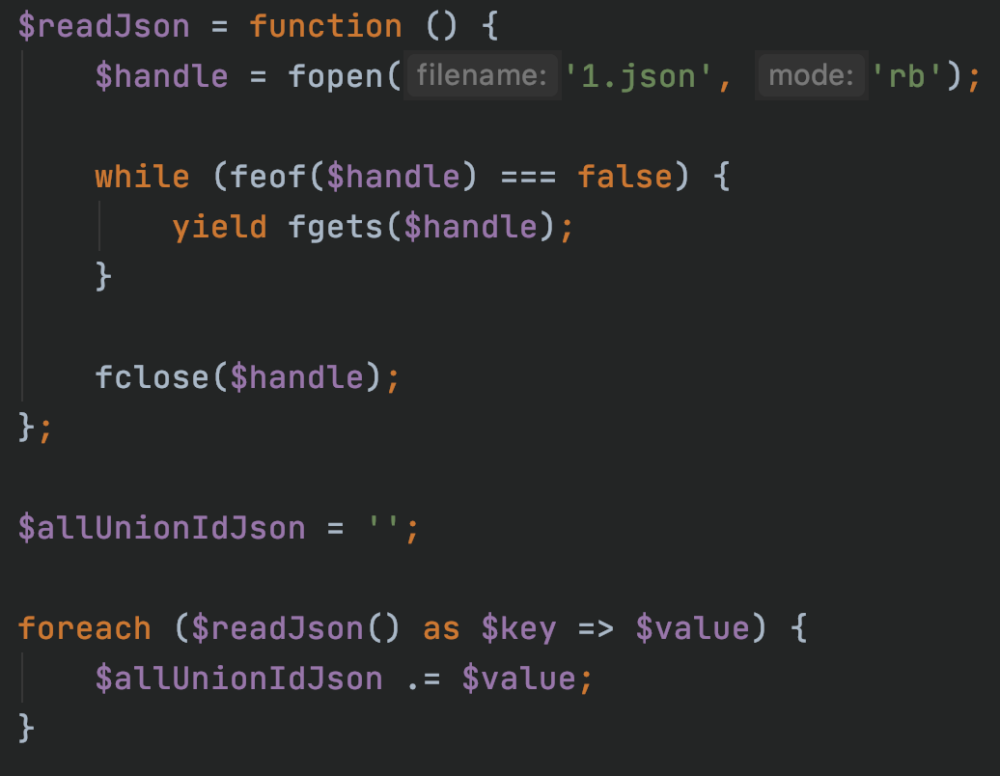 $readJson = function () {
    $handle = fopen( filename: '1.json', mode: 'rb');
    while (feof($handle) === false) {
        yield fgets($handle);
    }
    fclose($handle);
};
$allUnionIdJson = '';
foreach ($readJson() as $key => $value) {
    $allUnionIdJson .= $value;
}